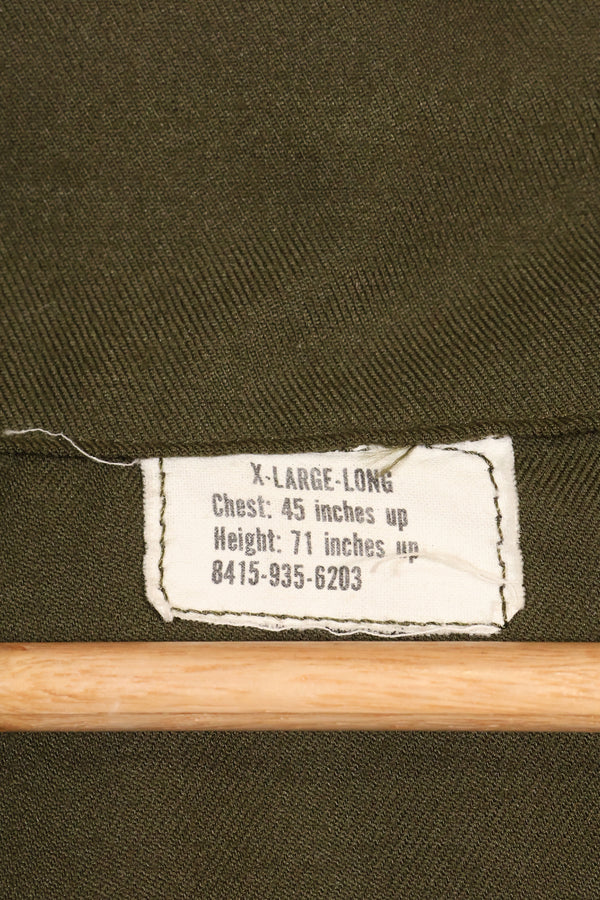 X-LARGE-LONG
Chest: 45 inches up
Height: 71 inches up
8415-935-6203